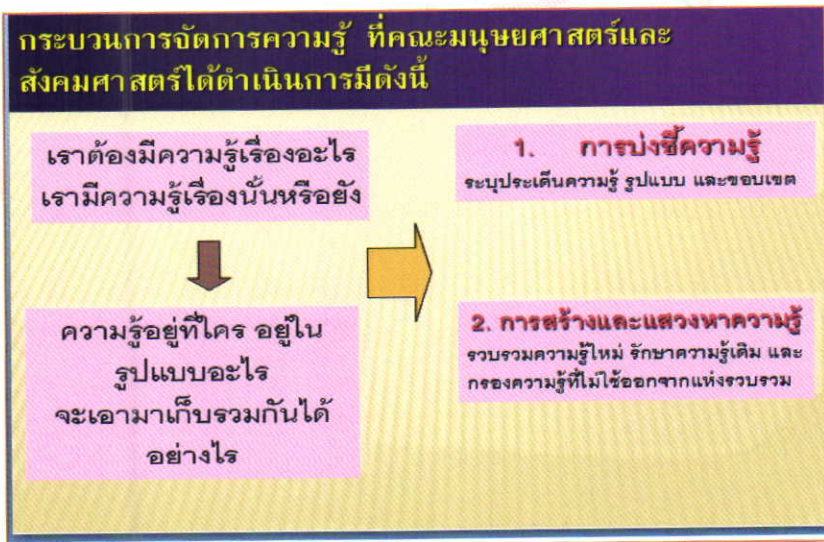 กระบวนการจัดการความรู้ ที่คณะมนุษยศาสตร์และ
สังคมศาสตร์ได้ดำเนินการมีดังนี้
เราต้องมีความรู้เรื่องอะไร
เรามีความรู้เรื่องนั้นหรือยัง
1. การบ่งชี้ความรู้
ระบุประเด็นความรู้ รูปแบบ และขอบเขต
ความรู้อยู่ที่ใคร อยู่ใน
รูปแบบอะไร
จะเอามาเก็บรวมกันได้
อย่างไร
2. การสร้างและแสวงหาความรู้
รวบรวมความรู้ใหม่ รักษาความรู้เดิม และ
กรองความรู้ที่ไม่ใช้ออกจากแห่งรวบรวม